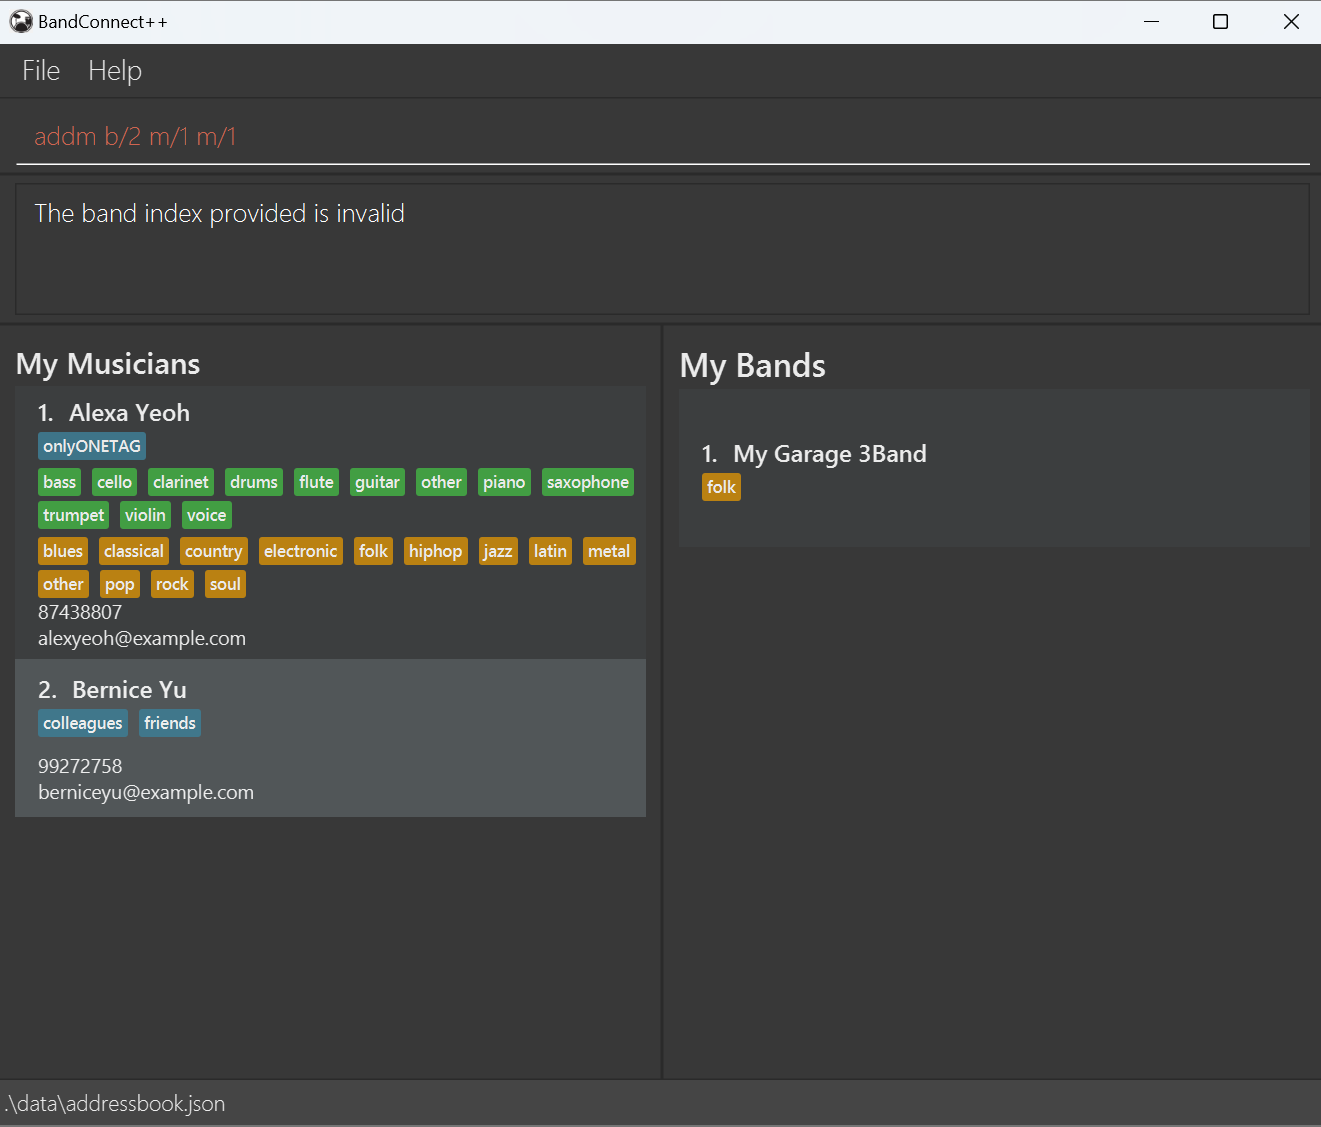 BandConnect++
File Help
addm b/2 m/1 m/1
The band index provided is invalid
My Musicians
1. Alexa Yeoh
onlyONETAG
bass cello clarinet drums flute guitar other piano saxophone
trumpet violin voice
blues classical country electronic folk hiphop jazz latin metal
other pop rock soul
87438807
alexyeoh@example.com
2. Bernice Yu
colleagues friends
99272758
berniceyu@example.com
My Bands
1. My Garage 3Band
folk
.\data\addressbook.json